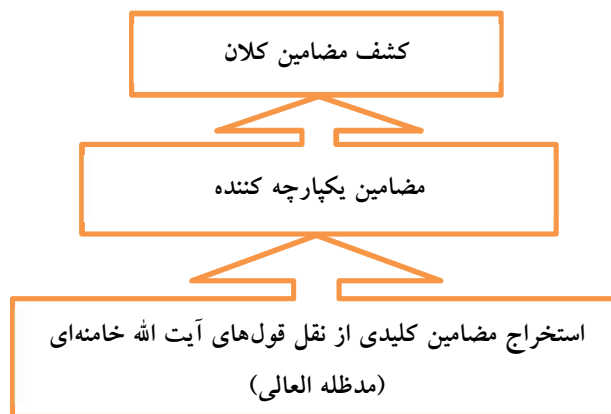 کشف مضامین کلان
مضامین یکپارچه کننده
استخراج مضامین کلیدی از نقل قول‌های آیت الله خامنه‌ای
(مدظله العالی)